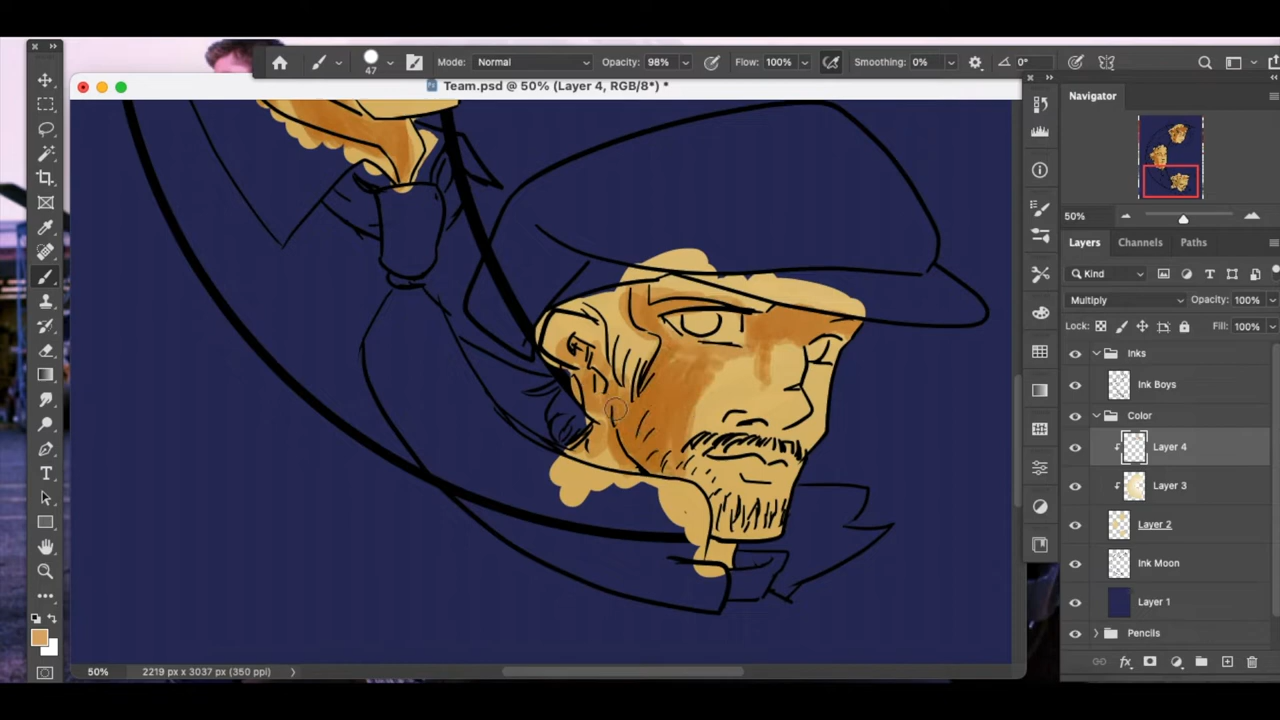 Mode: Normal Opacity: 98% Flow: 100% Smoothing: 0% 0°
47
Team.psd @ 50% (Layer 4, RGB/8*) *
Navigator
50%
Layers Channels Paths
Kind
Multiply Opacity: 100%
Lock: Fill: 100%
Inks
Ink Boys
Color
Layer 4
Layer 3
Layer 2
Ink Moon
Layer 1
Pencils
50% 2219 px x 3037 px (350 ppi)
fx